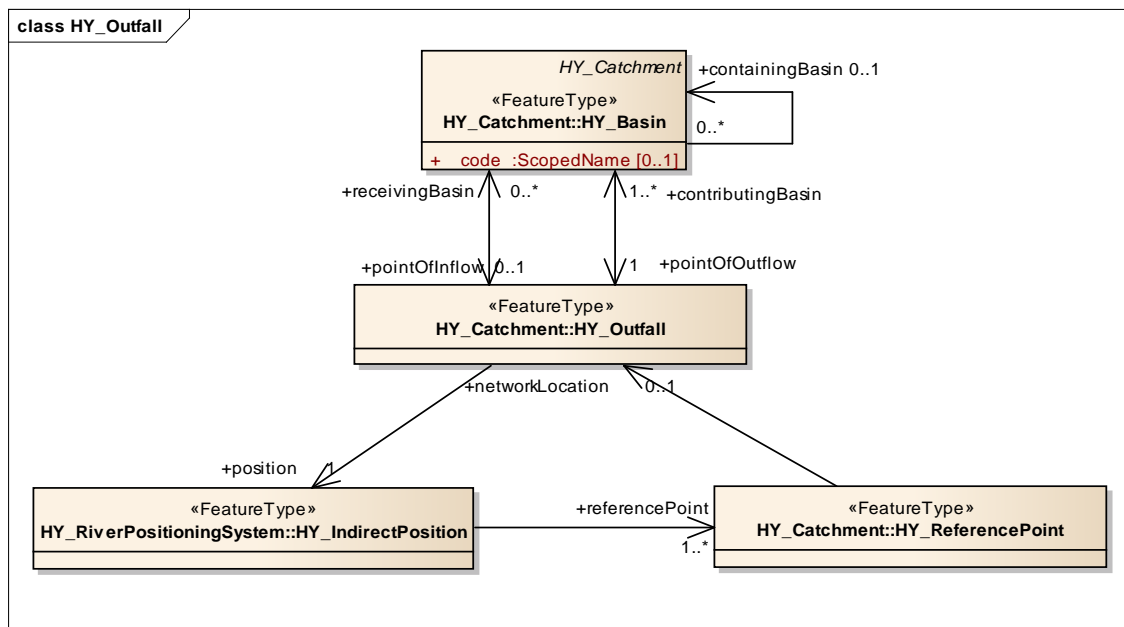 class HY_Outfall
HY_Catchment
«FeatureType»
HY_Catchment::HY_Basin
+ code :ScopedName [0..1]
+containingBasin 0..1
0..*
+receivingBasin 0..*
1..* +contributingBasin
+pointOfInflow 0..1
1 +pointOfOutflow
«FeatureType»
HY_Catchment::HY_Outfall
+networkLocation 0..1
+position 1
«FeatureType»
HY_RiverPositioningSystem::HY_IndirectPosition
+referencePoint
1..*
«FeatureType»
HY_Catchment::HY_ReferencePoint